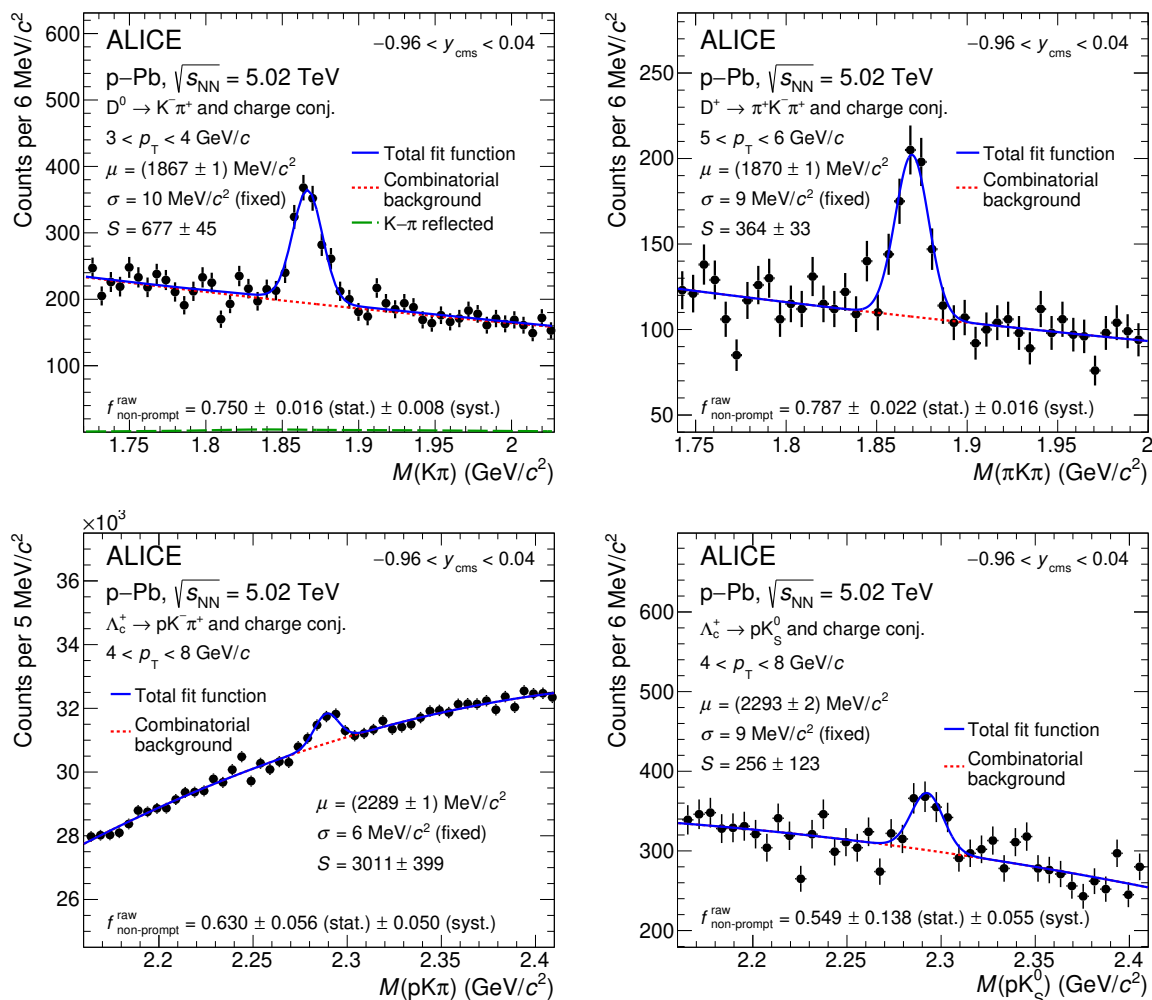 ALICE
−0.96 < y_cms < 0.04
p−Pb, √s_NN = 5.02 TeV
D⁰ → K⁻π⁺ and charge conj.
3 < p_T < 4 GeV/c
μ = (1867 ± 1) MeV/c²
σ = 10 MeV/c² (fixed)
S = 677 ± 45
Total fit function
Combinatorial
background
K−π reflected
f^raw_non-prompt = 0.750 ± 0.016 (stat.) ± 0.008 (syst.)
Counts per 6 MeV/c²
600
500
400
300
200
100
1.75 1.8 1.85 1.9 1.95 2
M(Kπ) (GeV/c²)
ALICE
−0.96 < y_cms < 0.04
p−Pb, √s_NN = 5.02 TeV
D⁺ → π⁺K⁻π⁺ and charge conj.
5 < p_T < 6 GeV/c
μ = (1870 ± 1) MeV/c²
σ = 9 MeV/c² (fixed)
S = 364 ± 33
Total fit function
Combinatorial
background
f^raw_non-prompt = 0.787 ± 0.022 (stat.) ± 0.016 (syst.)
Counts per 6 MeV/c²
250
200
150
100
50
1.75 1.8 1.85 1.9 1.95 2
M(πKπ) (GeV/c²)
×10³
ALICE
−0.96 < y_cms < 0.04
p−Pb, √s_NN = 5.02 TeV
Λ_c⁺ → pK⁻π⁺ and charge conj.
4 < p_T < 8 GeV/c
Total fit function
Combinatorial
background
μ = (2289 ± 1) MeV/c²
σ = 6 MeV/c² (fixed)
S = 3011 ± 399
f^raw_non-prompt = 0.630 ± 0.056 (stat.) ± 0.050 (syst.)
Counts per 5 MeV/c²
36
34
32
30
28
26
2.2 2.25 2.3 2.35 2.4
M(pKπ) (GeV/c²)
ALICE
−0.96 < y_cms < 0.04
p−Pb, √s_NN = 5.02 TeV
Λ_c⁺ → pK_S⁰ and charge conj.
4 < p_T < 8 GeV/c
μ = (2293 ± 2) MeV/c²
σ = 9 MeV/c² (fixed)
S = 256 ± 123
Total fit function
Combinatorial
background
f^raw_non-prompt = 0.549 ± 0.138 (stat.) ± 0.055 (syst.)
Counts per 6 MeV/c²
600
500
400
300
200
2.2 2.25 2.3 2.35 2.4
M(pK_S⁰) (GeV/c²)